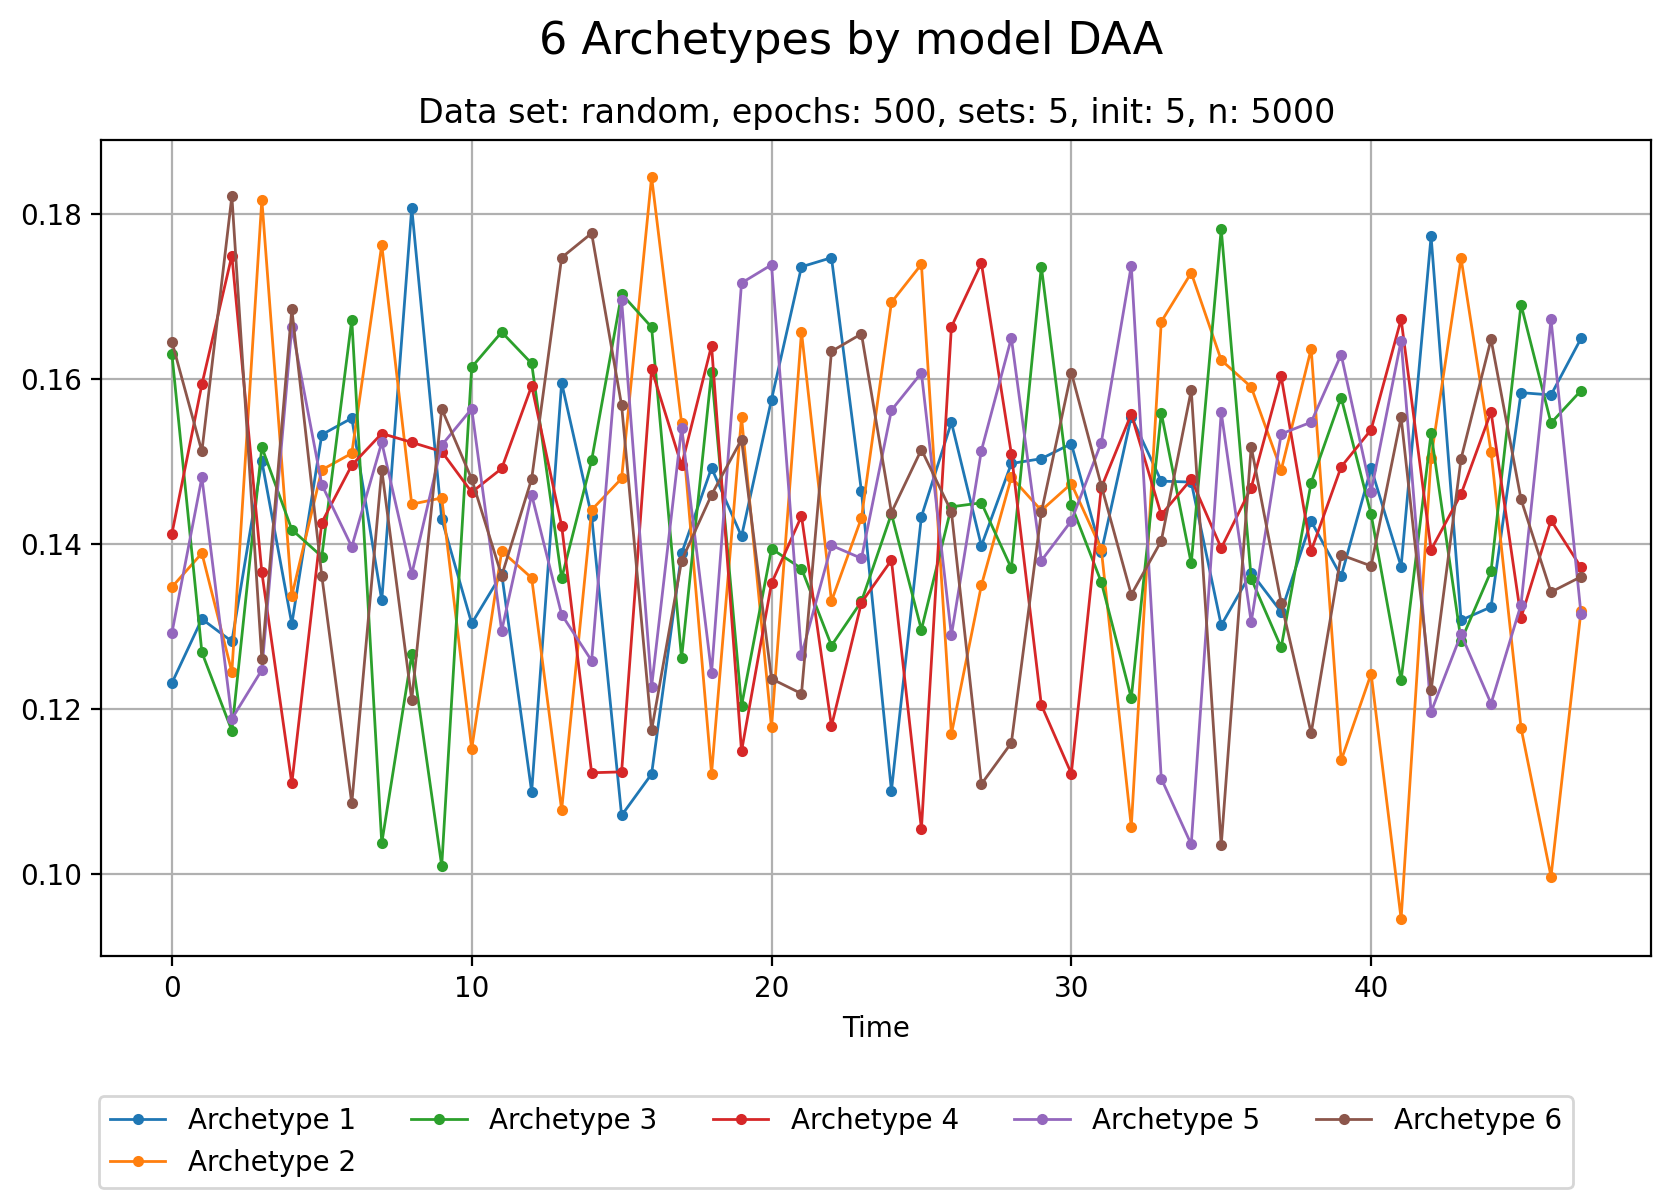 6 Archetypes by model DAA
Data set: random, epochs: 500, sets: 5, init: 5, n: 5000
0.18
0.16
0.14
0.12
0.10
0 10 20 30 40
Time
Archetype 1 Archetype 3 Archetype 4 Archetype 5 Archetype 6
Archetype 2